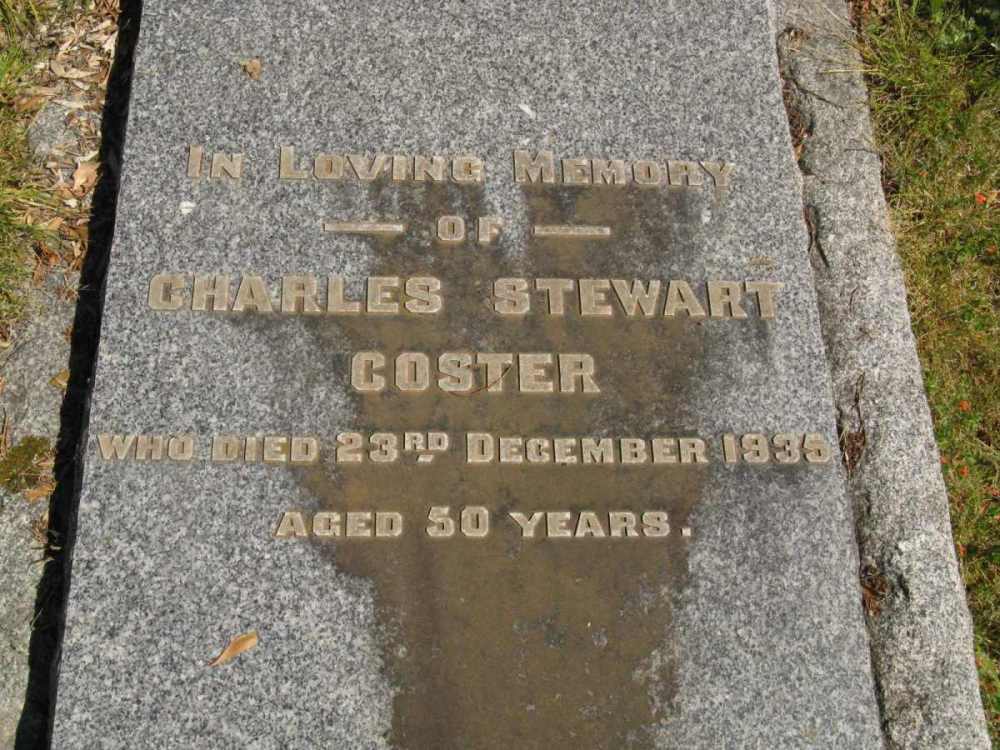 IN LOVING MEMORY
— OF —
CHARLES STEWART
COSTER
WHO DIED 23RD DECEMBER 1935
AGED 50 YEARS.